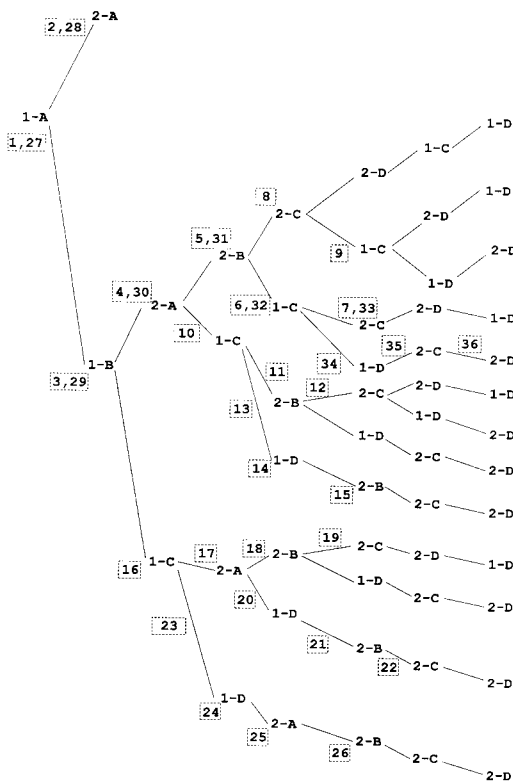 2-A
2,28
1-A
1-D
1,27
1-C
2-D
1-D
8
2-C
2-D
5,31
1-C
2-D
2-B
9
1-D
4,30
2-A
6,32
1-C
7,33
2-D
1-D
10
2-C
1-C
35
2-C
36
2-D
34
1-D
1-B
11
3,29
12
2-C
2-D
1-D
2-B
13
1-D
2-D
1-D
2-C
2-D
14
1-D
15
2-B
2-C
2-D
19
17
18
2-B
2-C
2-D
1-D
16
1-C
2-A
1-D
2-C
2-D
20
1-D
23
21
2-B
22
2-C
2-D
24
1-D
25
2-A
26
2-B
2-C
2-D